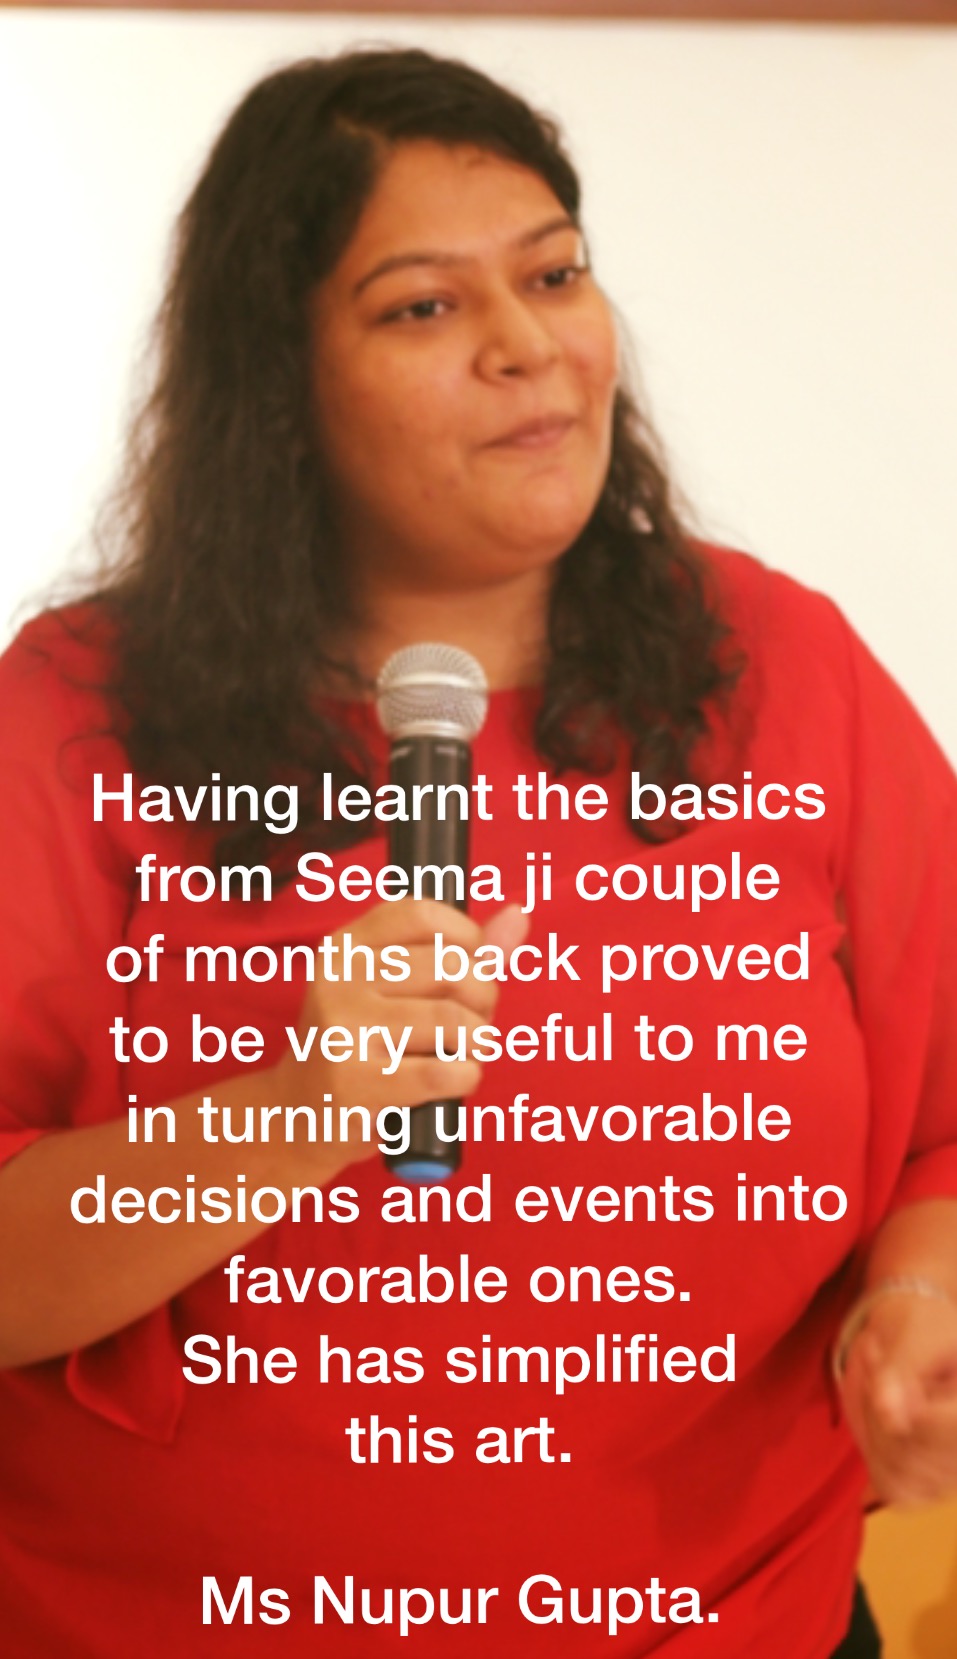 Having learnt the basics
from Seema ji couple
of months back proved
to be very useful to me
in turning unfavorable
decisions and events into
favorable ones.
She has simplified
this art.
Ms Nupur Gupta.